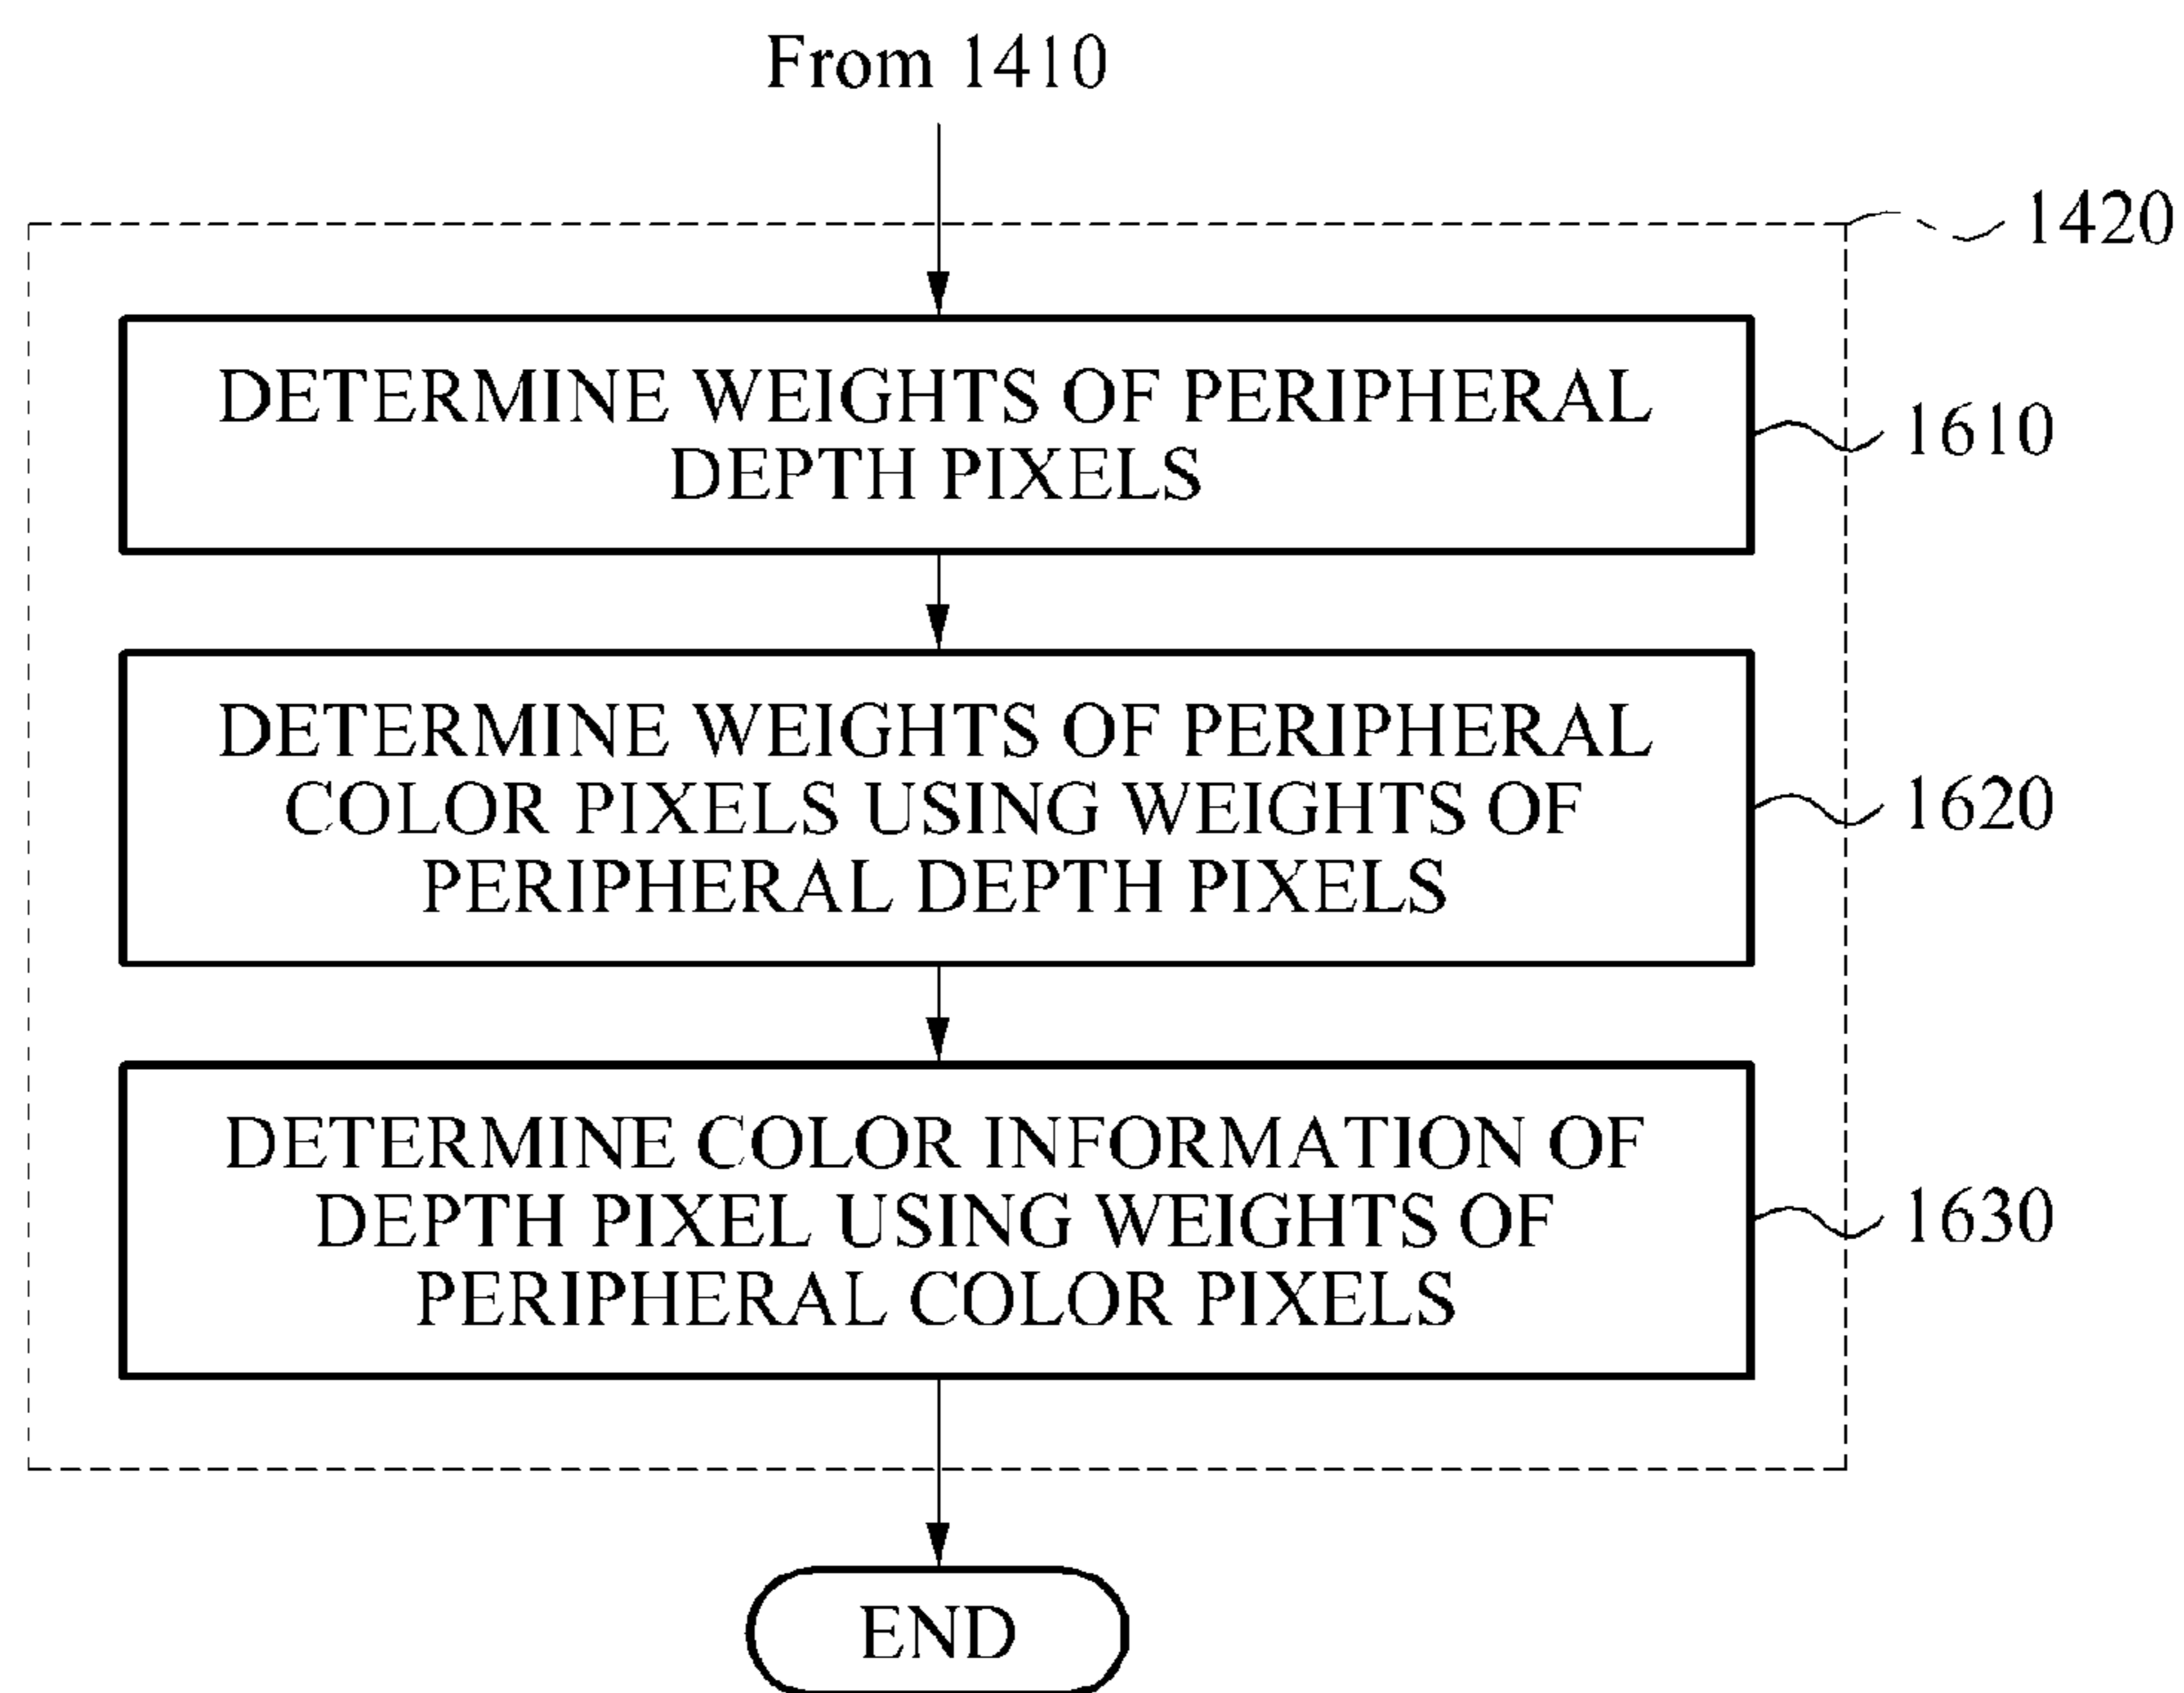 From 1410
1420
DETERMINE WEIGHTS OF PERIPHERAL
DEPTH PIXELS
1610
DETERMINE WEIGHTS OF PERIPHERAL
COLOR PIXELS USING WEIGHTS OF
PERIPHERAL DEPTH PIXELS
1620
DETERMINE COLOR INFORMATION OF
DEPTH PIXEL USING WEIGHTS OF
PERIPHERAL COLOR PIXELS
1630
END